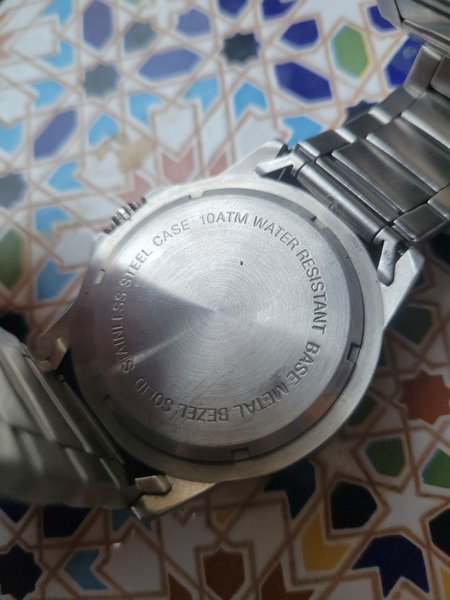 SOLID STAINLESS STEEL CASE 10ATM WATER RESISTANT BASE METAL BEZEL